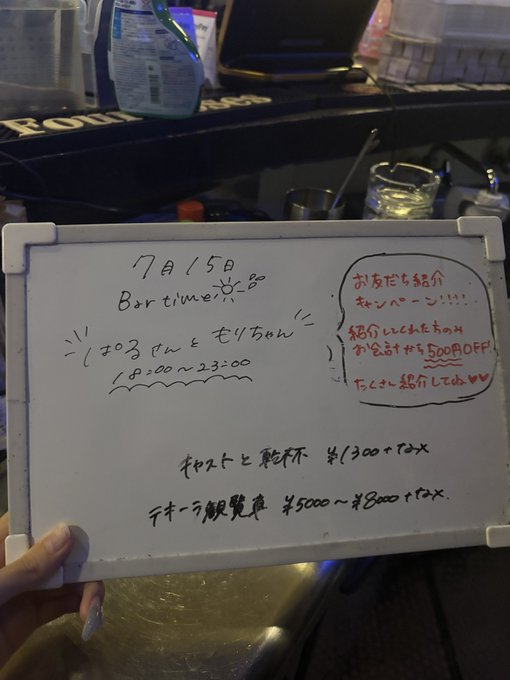 Four Roses
7月15日
Bar time
ぱるさんともりちゃん
18:00〜23:00
お友だち紹介
キャンペーン!!!!
紹介してくれた方のみ
お会計から500円OFF!
たくさん紹介してね♥♥
キャストと乾杯 ¥1300+tax
テキーラ観覧車 ¥5000〜¥8000+tax.